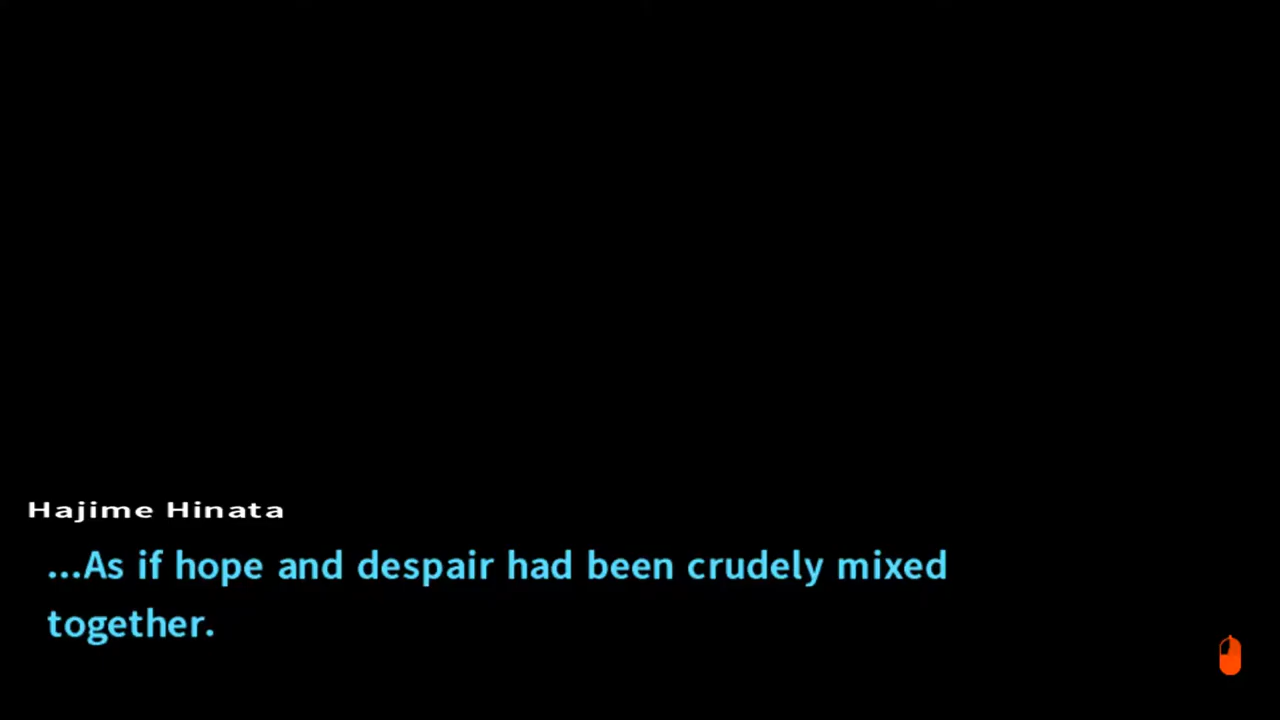 Hajime Hinata
...As if hope and despair had been crudely mixed
together.